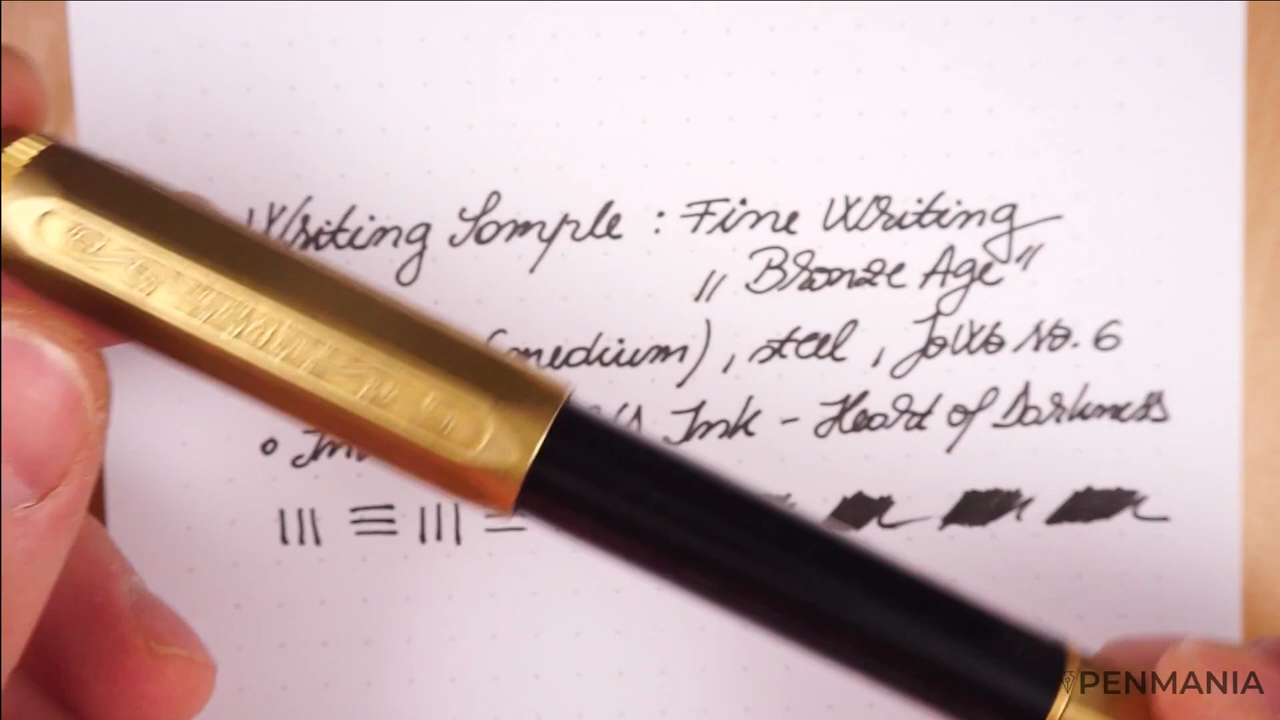 Writing Sample : Fine Writing
" Bronze Age"
(medium) , steel , JoWo No. 6
Ink - Heart of Darkness
PENMANIA